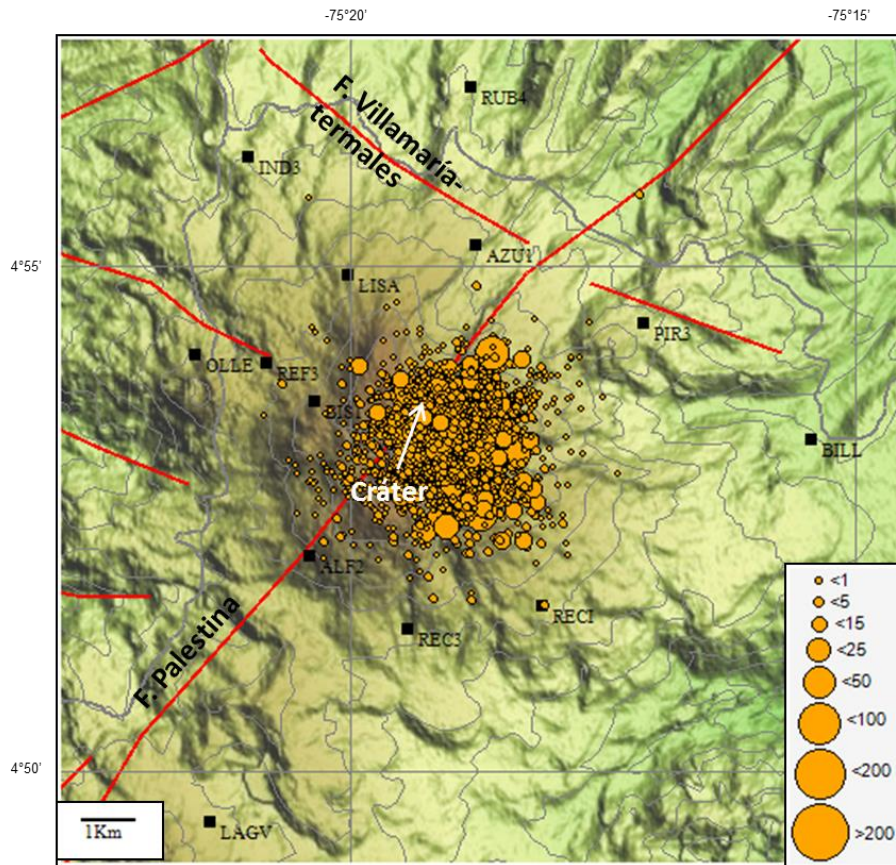 -75°20'
-75°15'
RUB4
F. Villamaría-
termales
IND3
AZU1
4°55'
LISA
PIR3
OLLE
REF3
BIS1
BILL
Cráter
ALF2
<1
<5
RECI
<15
F. Palestina
REC3
<25
<50
<100
4°50'
<200
1Km
LAGV
>200